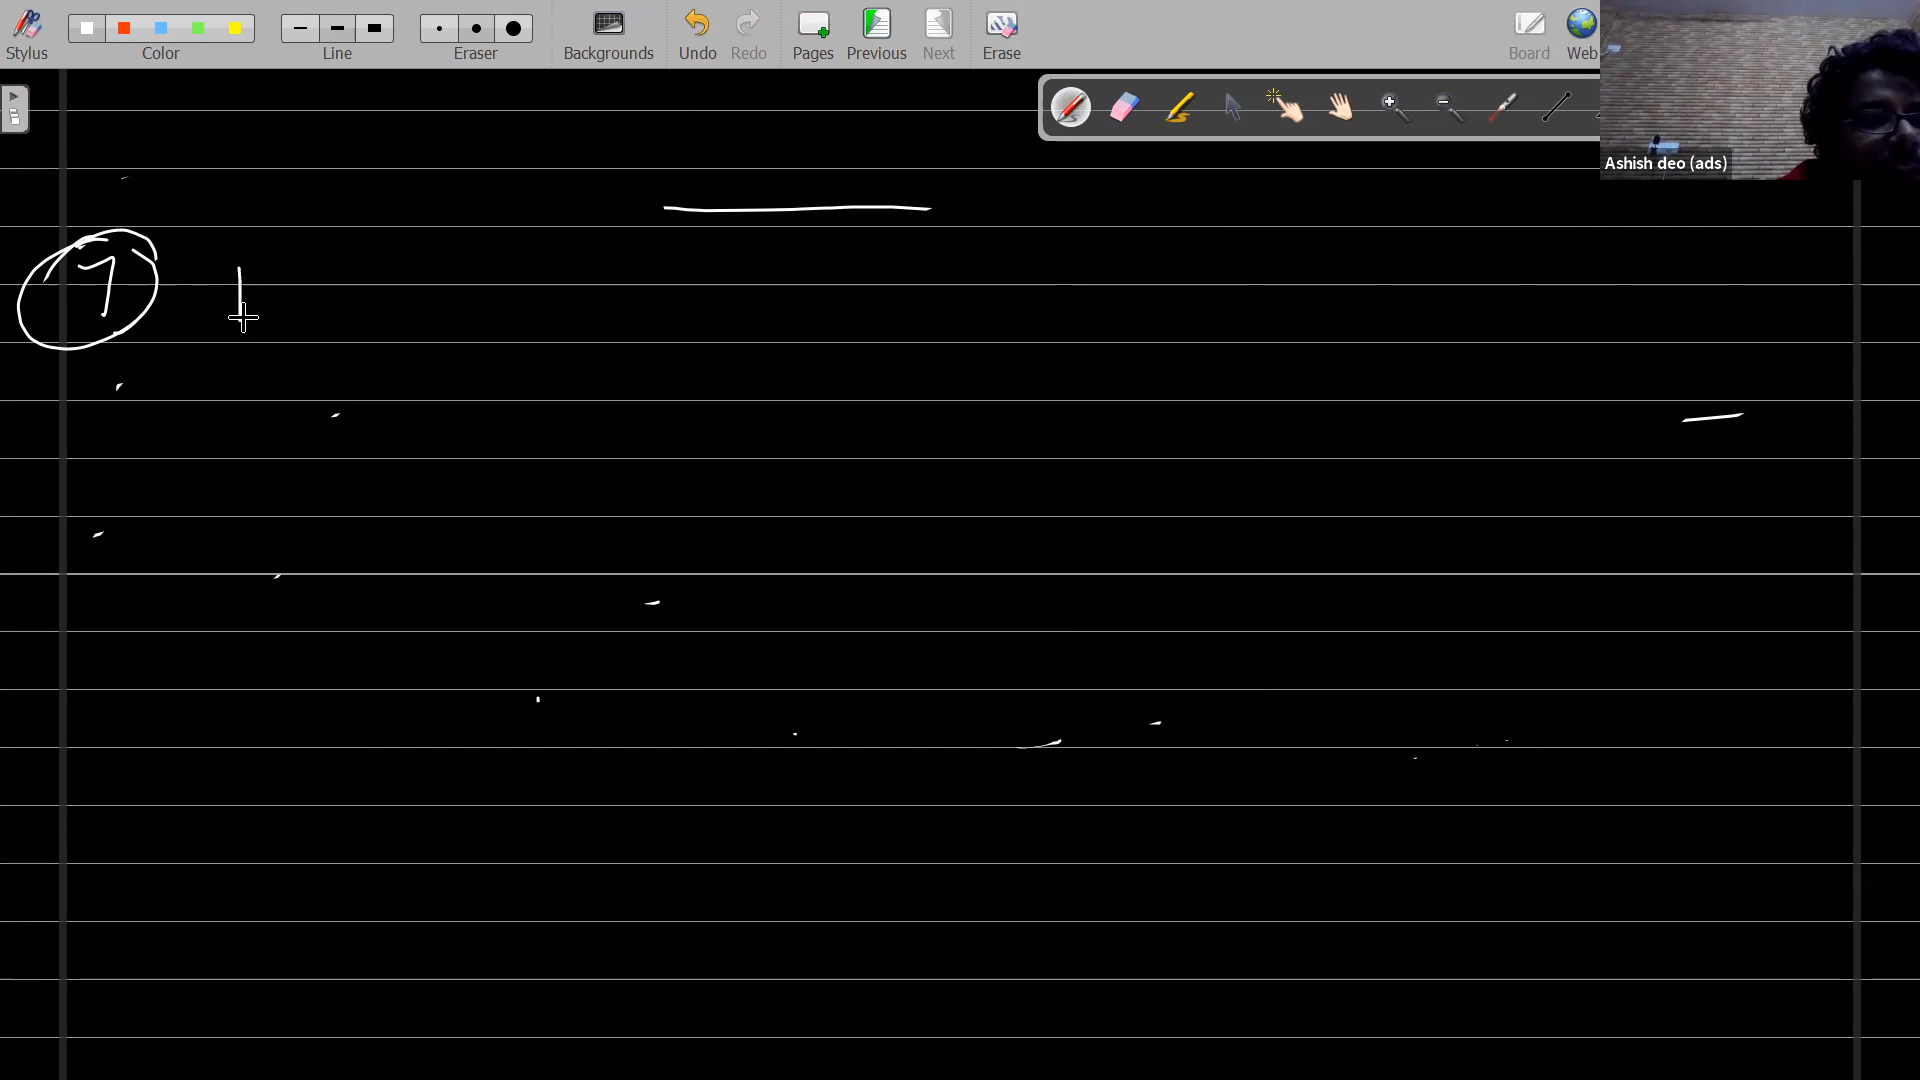 Stylus Color Line Eraser Backgrounds Undo Redo Pages Previous Next Erase Board Web
Ashish deo (ads)
7